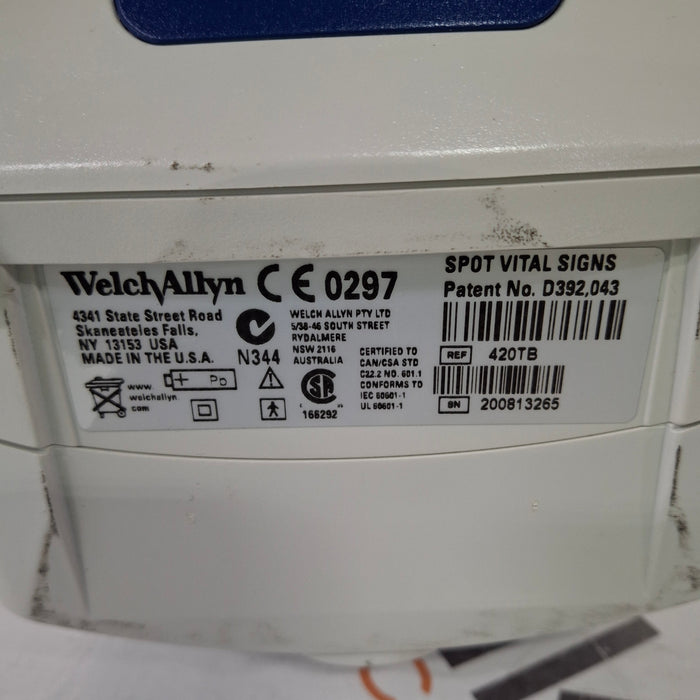 WelchAllyn CE 0297
4341 State Street Road
Skaneateles Falls,
NY 13153 USA
MADE IN THE U.S.A.
N344
WELCH ALLYN PTY LTD
5/38-46 SOUTH STREET
RYDALMERE
NSW 2116
AUSTRALIA
www.
welchallyn.
com
+ Pb
166292
CERTIFIED TO
CAN/CSA STD
C22.2 NO. 601.1
CONFORMS TO
IEC 60601-1
UL 60601-1
SPOT VITAL SIGNS
Patent No. D392,043
REF 420TB
SN 200813265